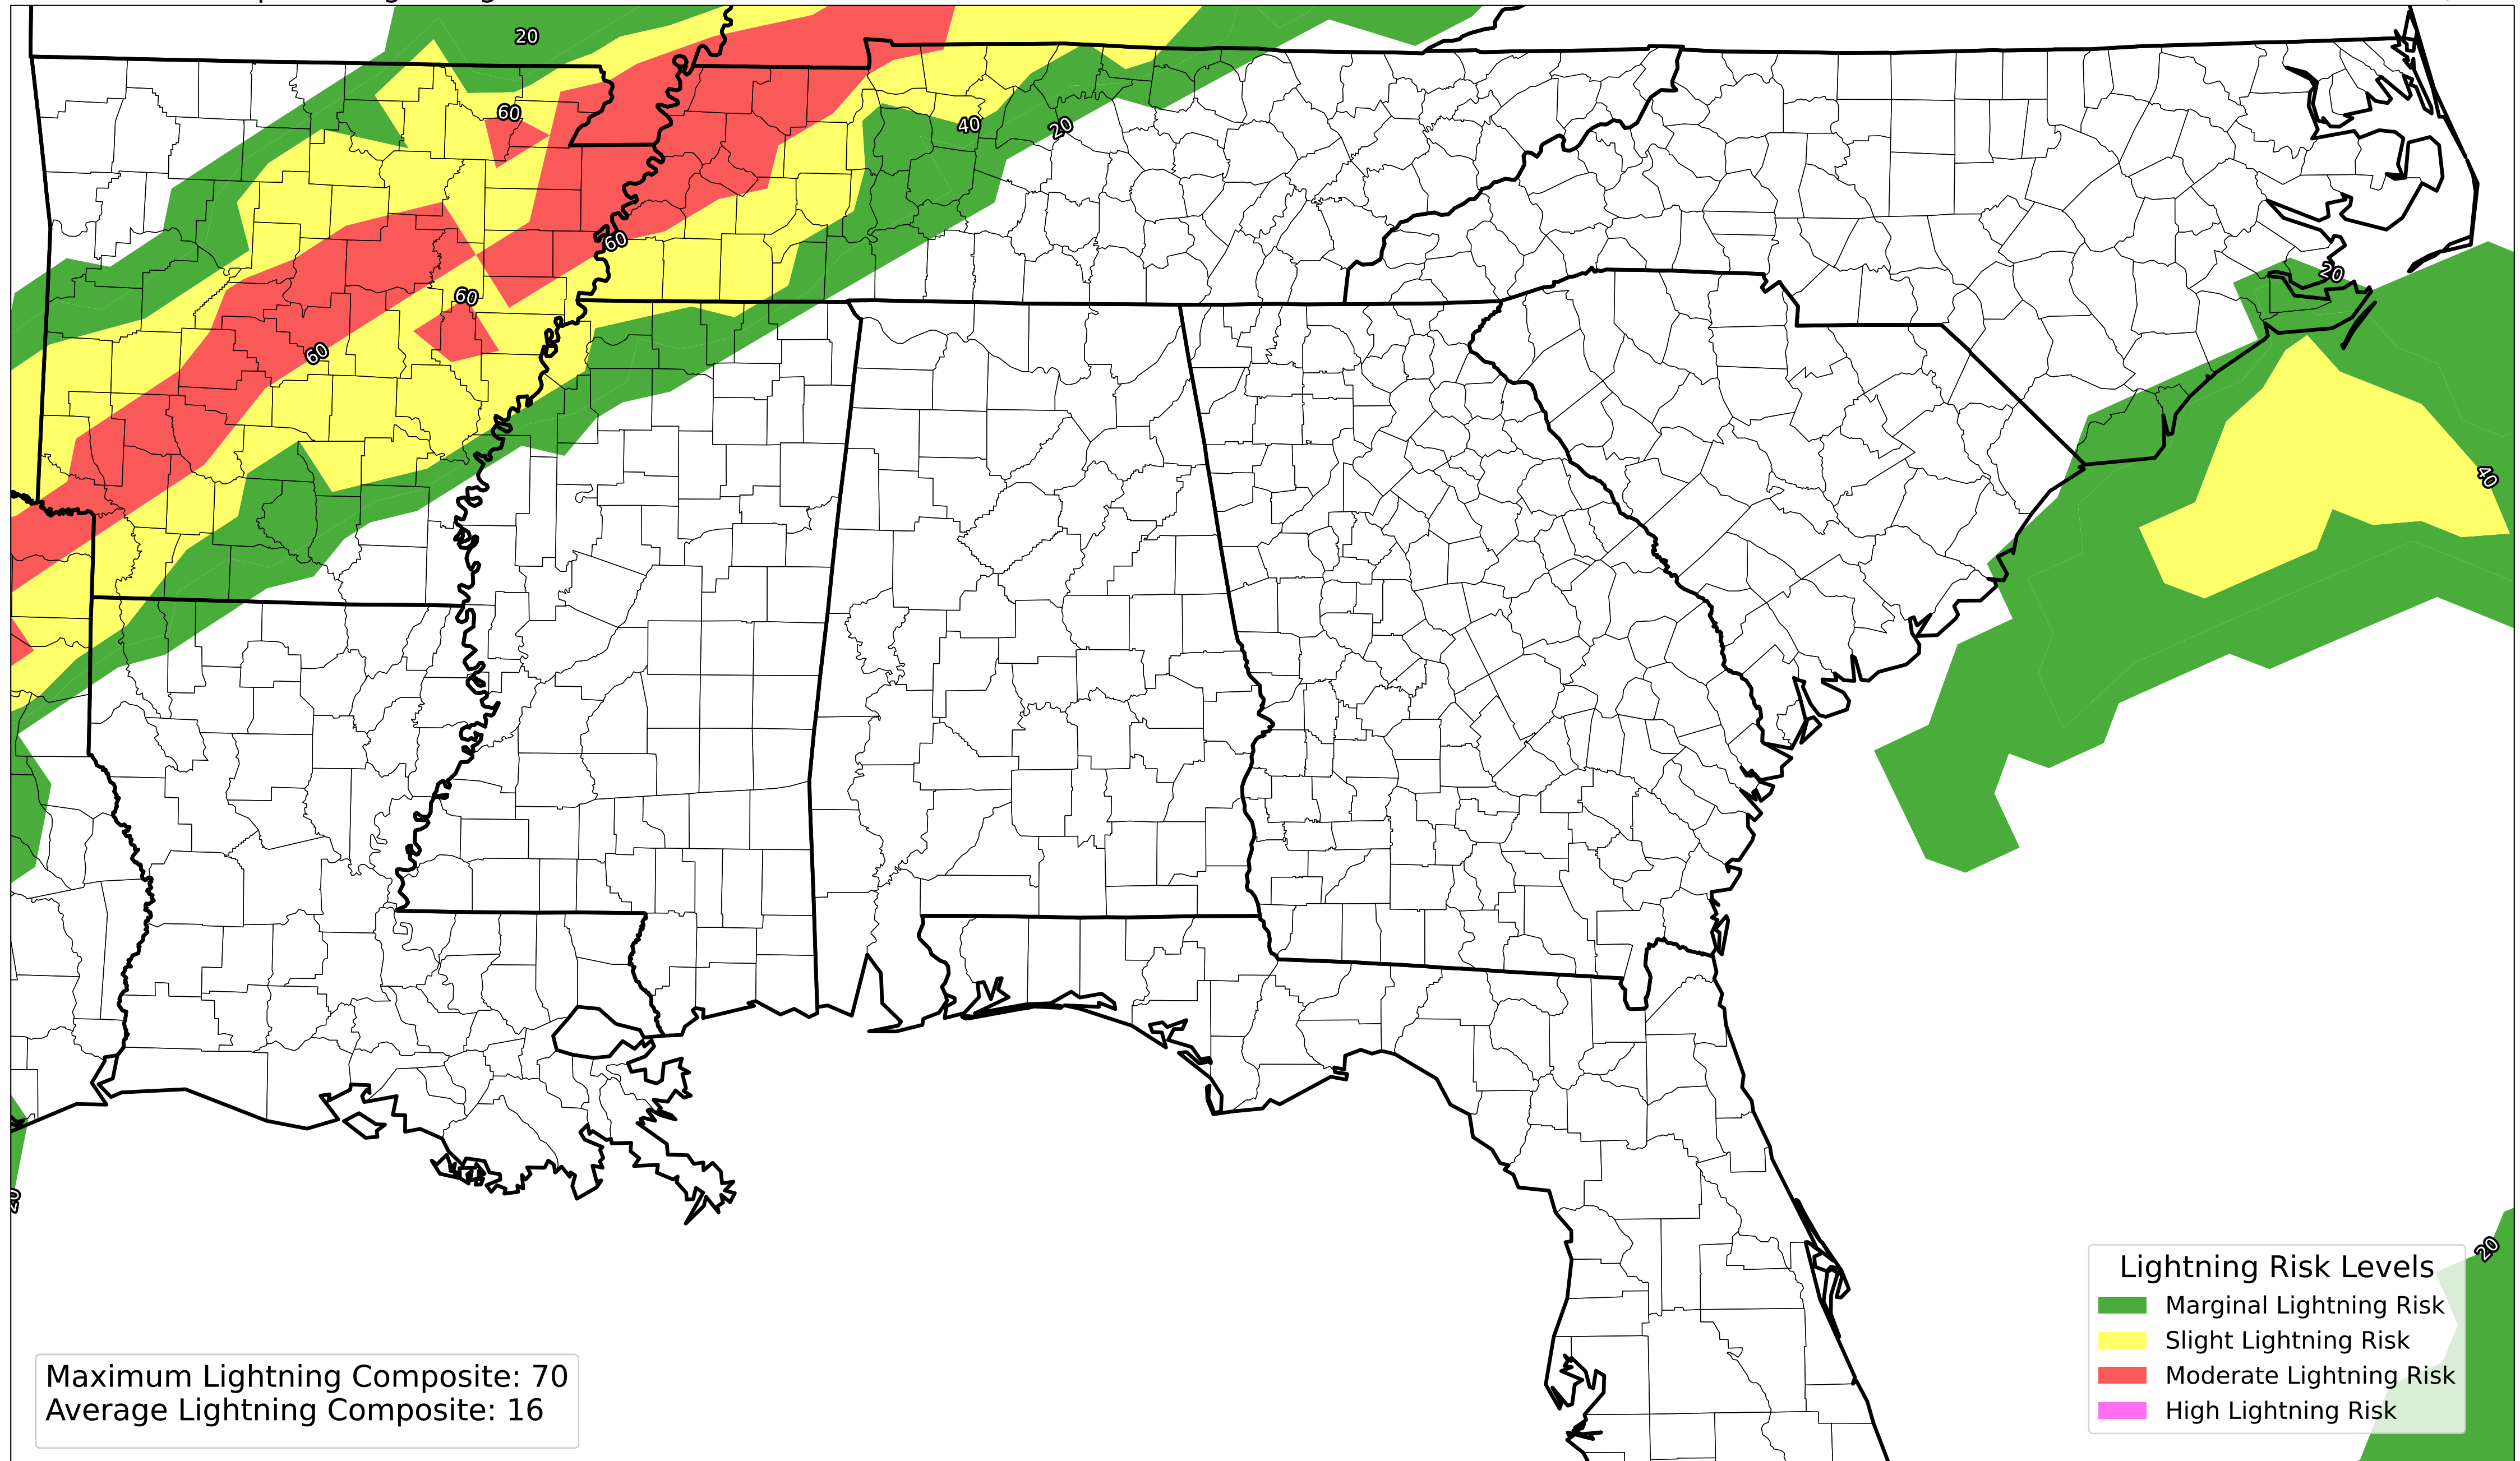 20
60
40
20
60
20
60
60
40
20
20
Lightning Risk Levels
Marginal Lightning Risk
Slight Lightning Risk
Moderate Lightning Risk
High Lightning Risk
Maximum Lightning Composite: 70
Average Lightning Composite: 16